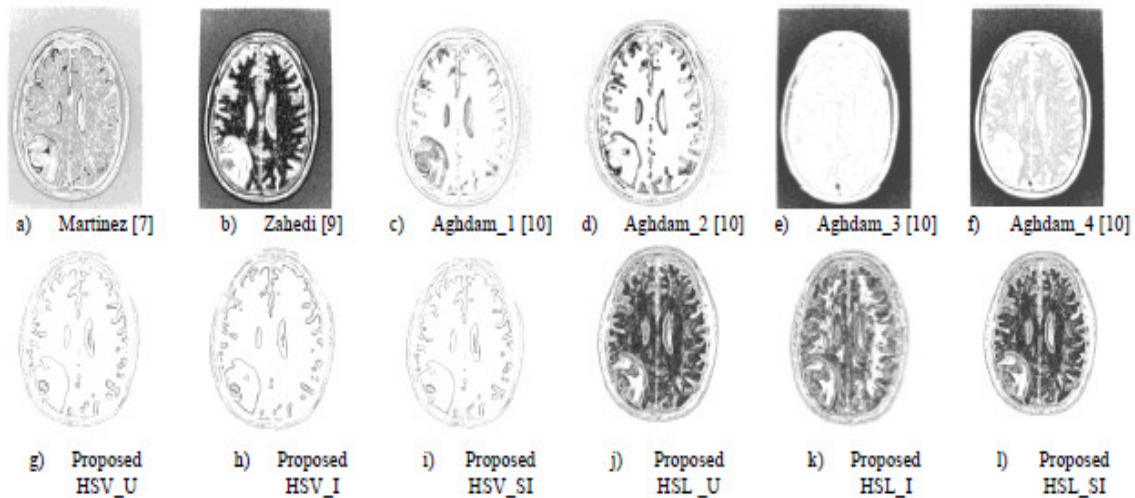 a) Martinez [7] b) Zahedi [9] c) Aghdam_1 [10] d) Aghdam_2 [10] e) Aghdam_3 [10] f) Aghdam_4 [10]
g) Proposed h) Proposed i) Proposed j) Proposed k) Proposed l) Proposed
HSV_U HSV_I HSV_SI HSL_U HSL_I HSL_SI